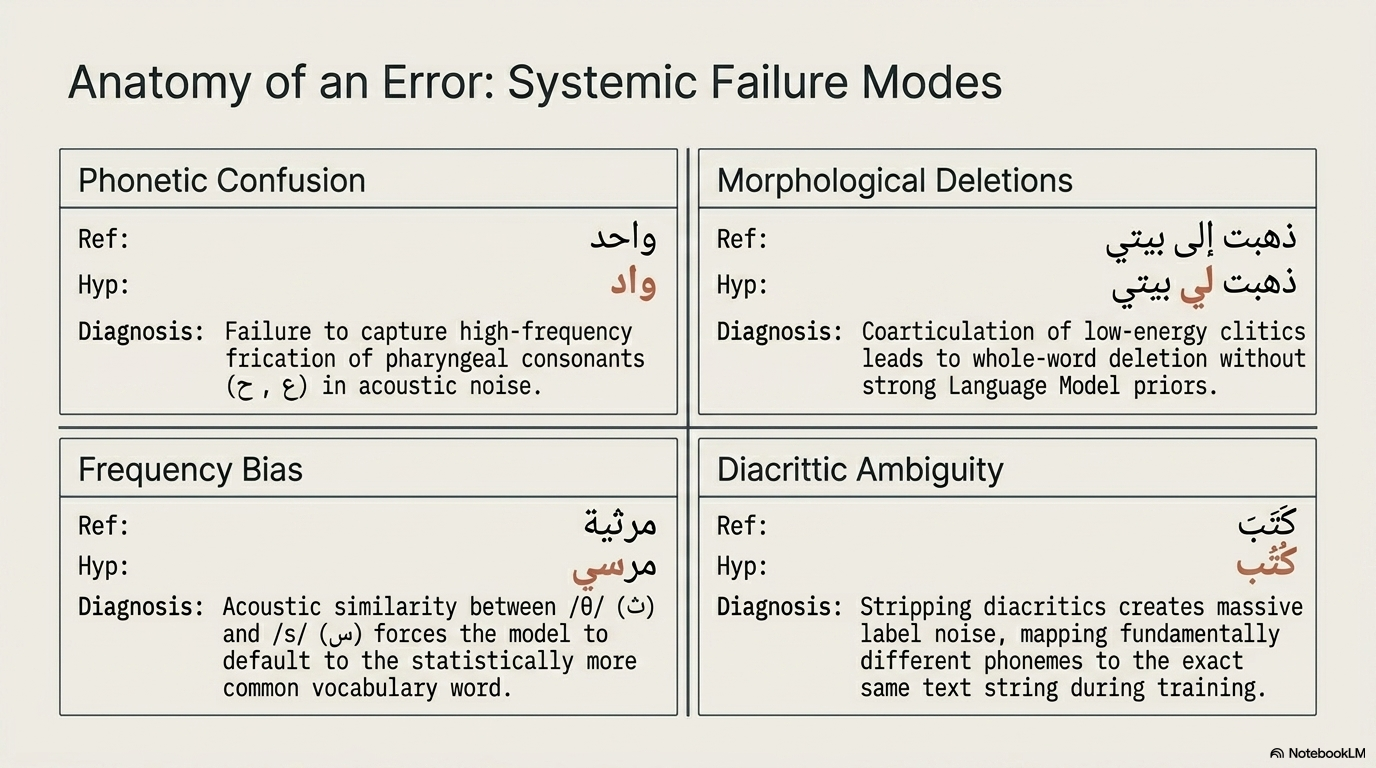 Anatomy of an Error: Systemic Failure Modes
Phonetic Confusion
Ref: واحد
Hyp: واد
Diagnosis: Failure to capture high-frequency
frication of pharyngeal consonants
(ح , ع) in acoustic noise.
Morphological Deletions
Ref: ذهبت إلى بيتي
Hyp: ذهبت لي بيتي
Diagnosis: Coarticulation of low-energy clitics
leads to whole-word deletion without
strong Language Model priors.
Frequency Bias
Ref: مرثية
Hyp: مرسي
Diagnosis: Acoustic similarity between /θ/ (ث)
and /s/ (س) forces the model to
default to the statistically more
common vocabulary word.
Diacrittic Ambiguity
Ref: كَتَبَ
Hyp: كُتُب
Diagnosis: Stripping diacritics creates massive
label noise, mapping fundamentally
different phonemes to the exact
same text string during training.
NotebookLM